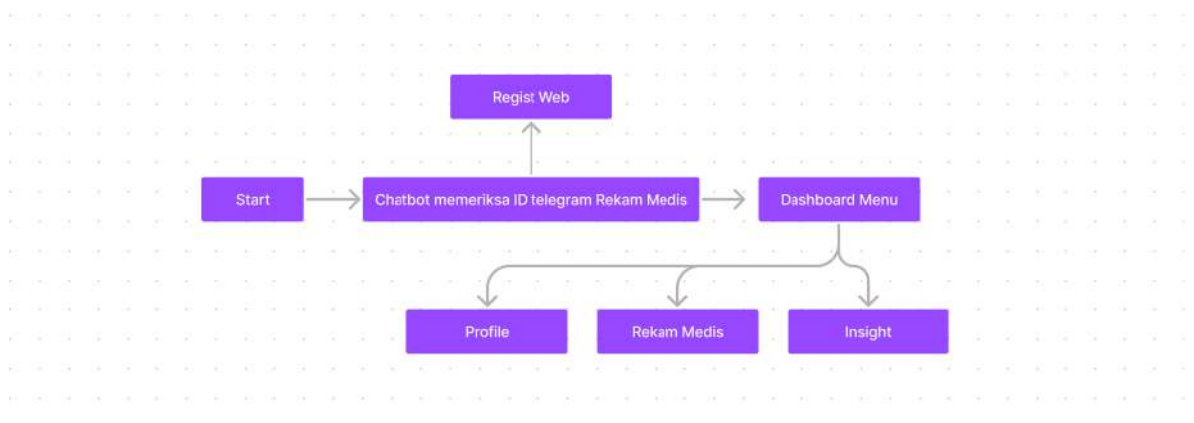 Regist Web
Start
Chatbot memeriksa ID telegram Rekam Medis
Dashboard Menu
Profile
Rekam Medis
Insight